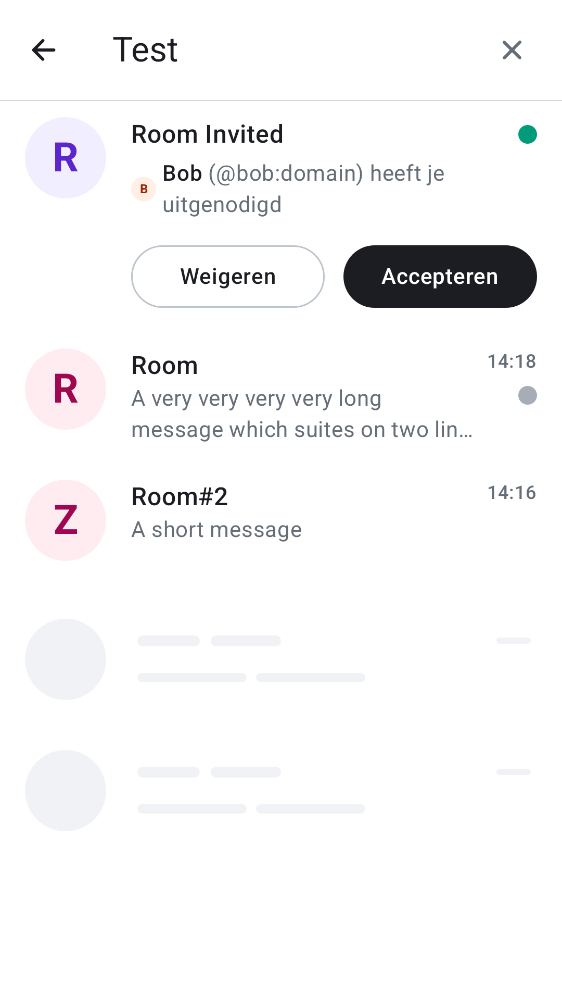 Test
R
Room Invited
B
Bob (@bob:domain) heeft je
uitgenodigd
Weigeren
Accepteren
R
Room
14:18
A very very very very long
message which suites on two lin…
Z
Room#2
14:16
A short message